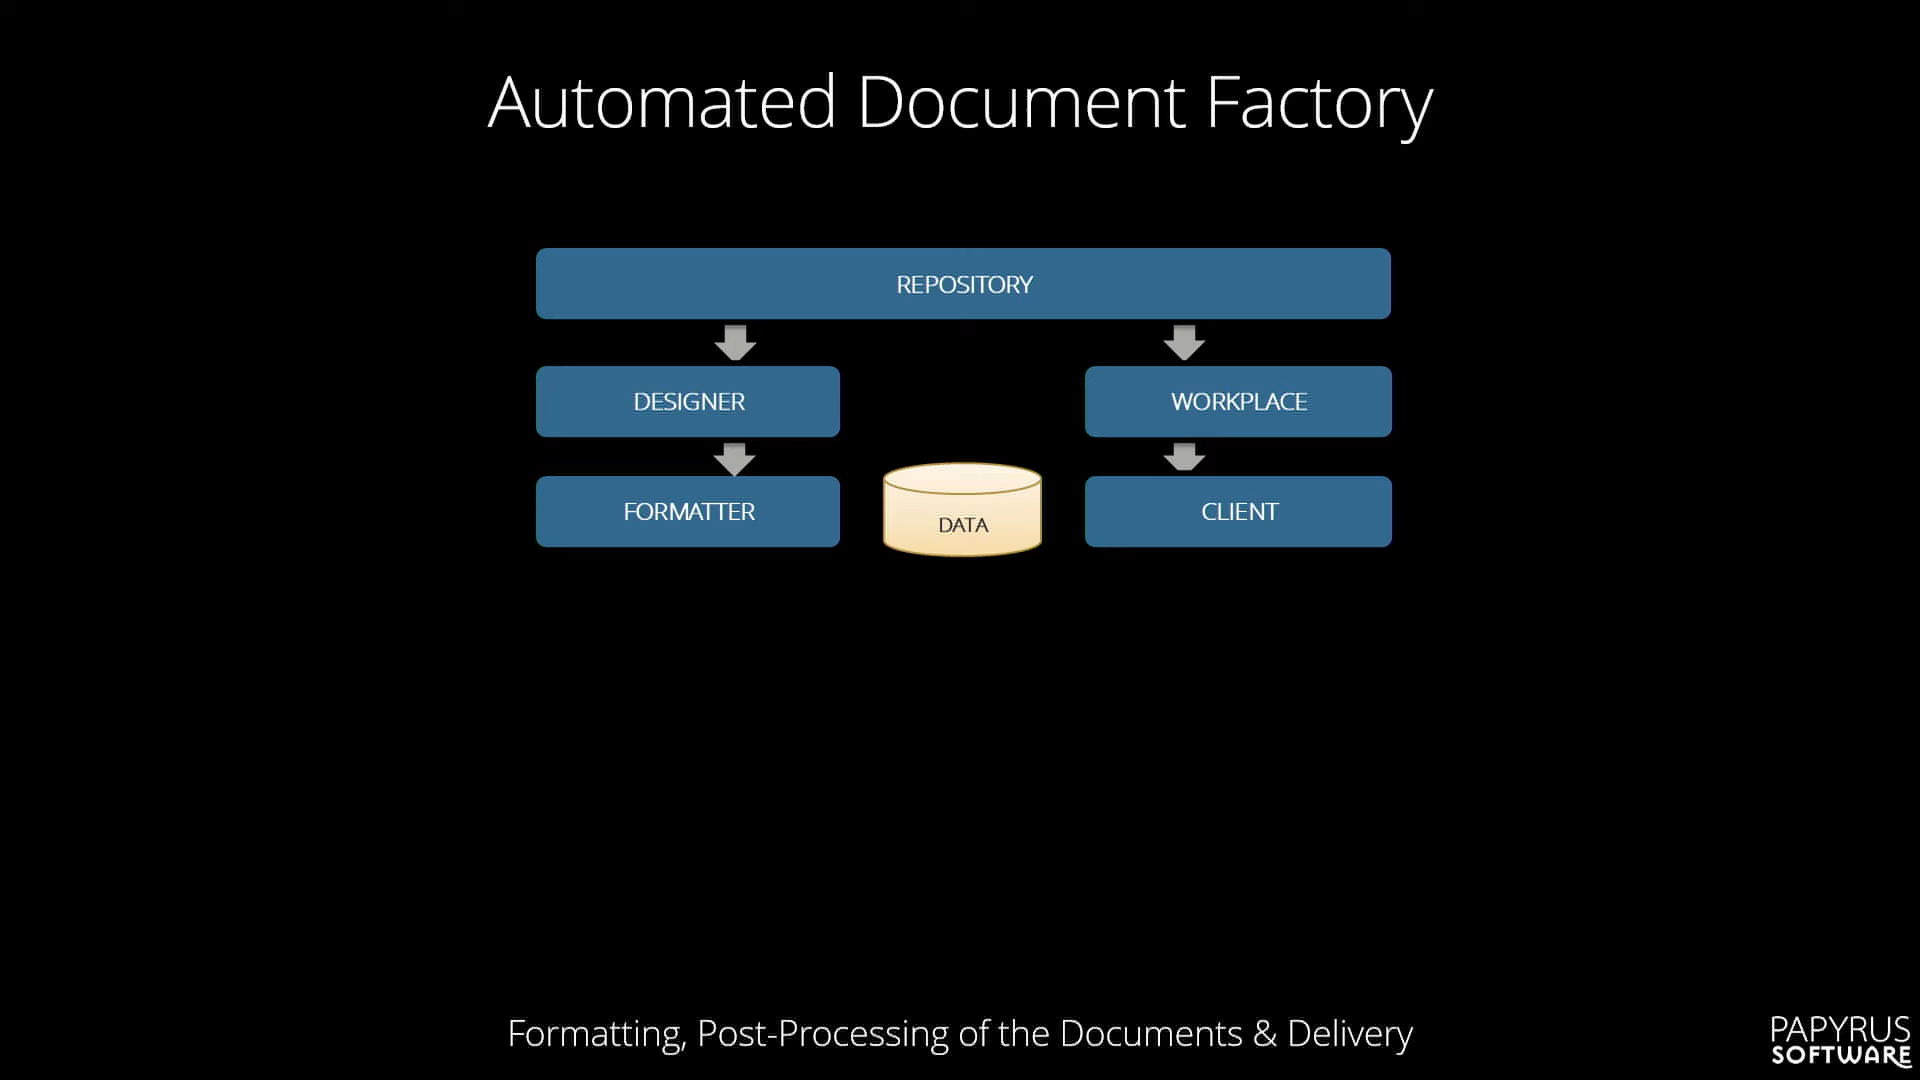 Automated Document Factory
REPOSITORY
DESIGNER
WORKPLACE
FORMATTER
DATA
CLIENT
Formatting, Post-Processing of the Documents & Delivery
PAPYRUS
SOFTWARE